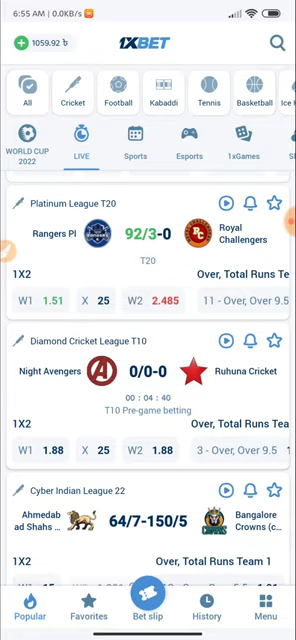 6:55 AM | 0.0KB/s
1059.92 ৳
1XBET
All
Cricket
Football
Kabaddi
Tennis
Basketball
Ice
WORLD CUP 2022
LIVE
Sports
Esports
1xGames
Platinum League T20
Rangers Pl
92/3-0
Royal Challengers
T20
1X2
Over, Total Runs Te
W1 1.51
X 25
W2 2.485
11 - Over, Over 9.5
Diamond Cricket League T10
Night Avengers
0/0-0
Ruhuna Cricket
00 : 04 : 40
T10 Pre-game betting
1X2
Over, Total Runs Tea
W1 1.88
X 25
W2 1.88
3 - Over, Over 9.5
Cyber Indian League 22
Ahmedab
ad Shahs ...
64/7-150/5
Bangalore
Crowns (c...
1X2
Over, Total Runs Team 1
Popular
Favorites
Bet slip
History
Menu